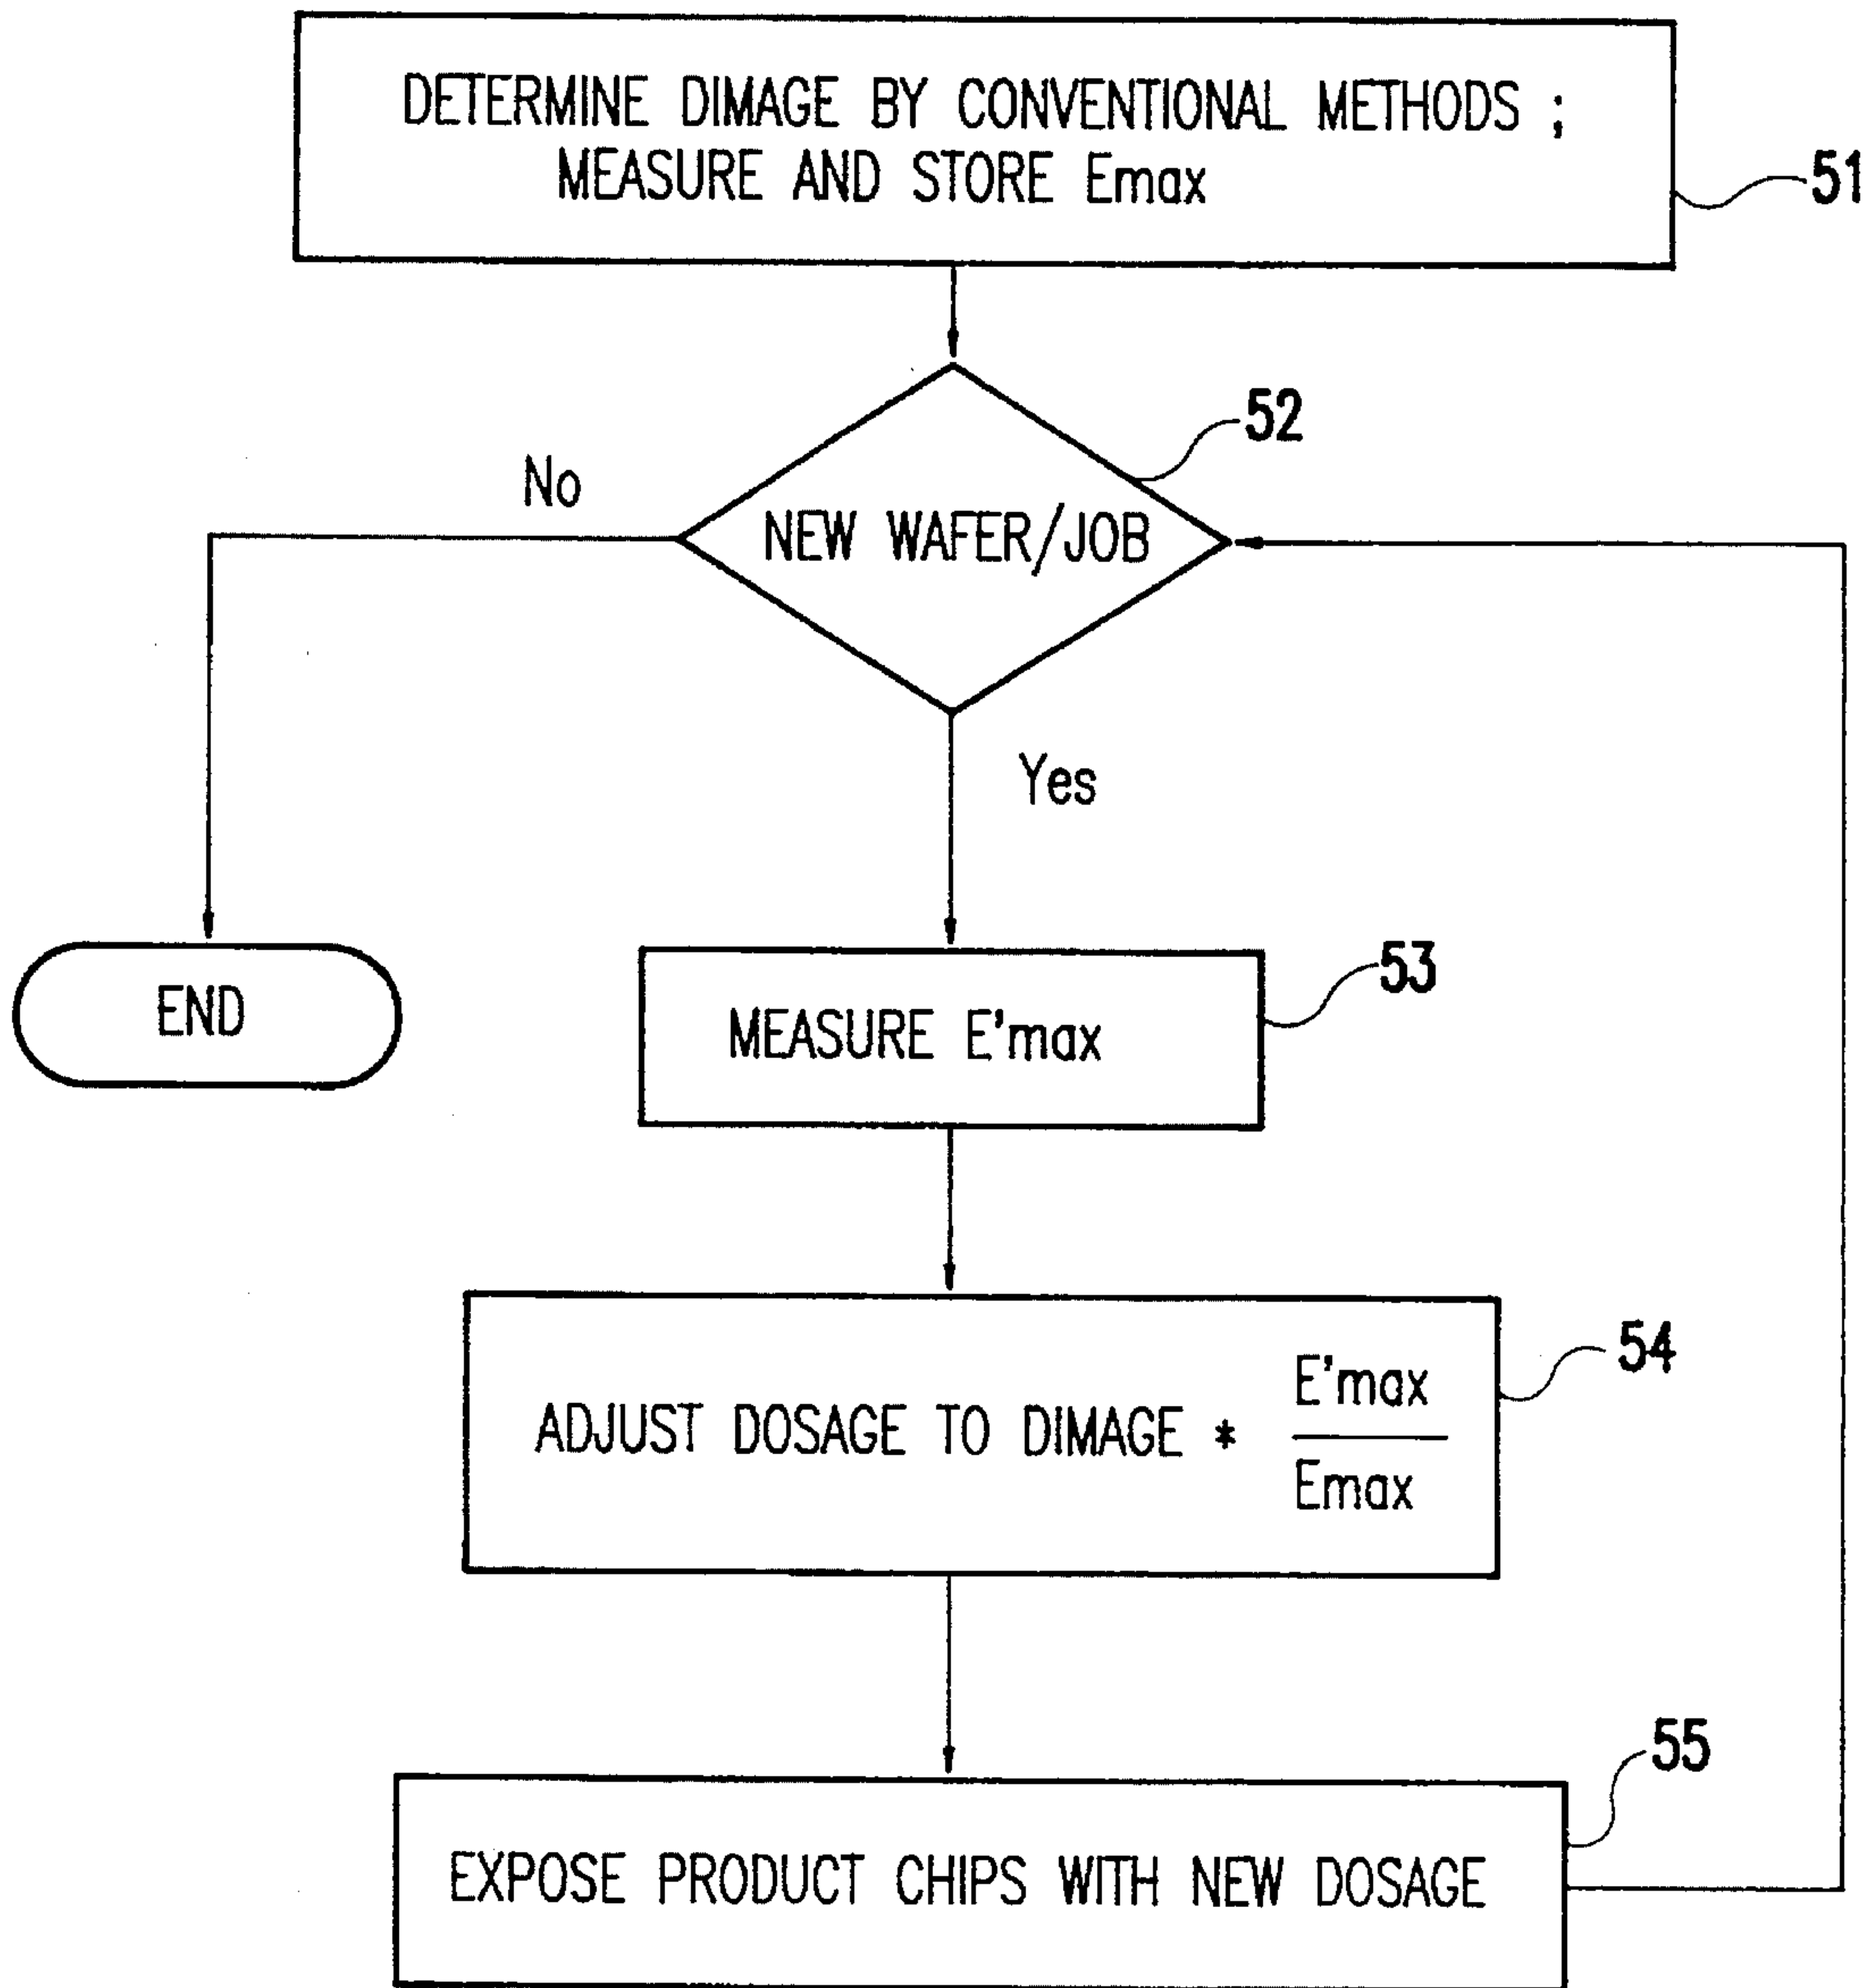 DETERMINE DIMAGE BY CONVENTIONAL METHODS ;
MEASURE AND STORE Emax
51
52
No
NEW WAFER/JOB
Yes
END
53
MEASURE E'max
54
ADJUST DOSAGE TO DIMAGE * E'max
Emax
55
EXPOSE PRODUCT CHIPS WITH NEW DOSAGE